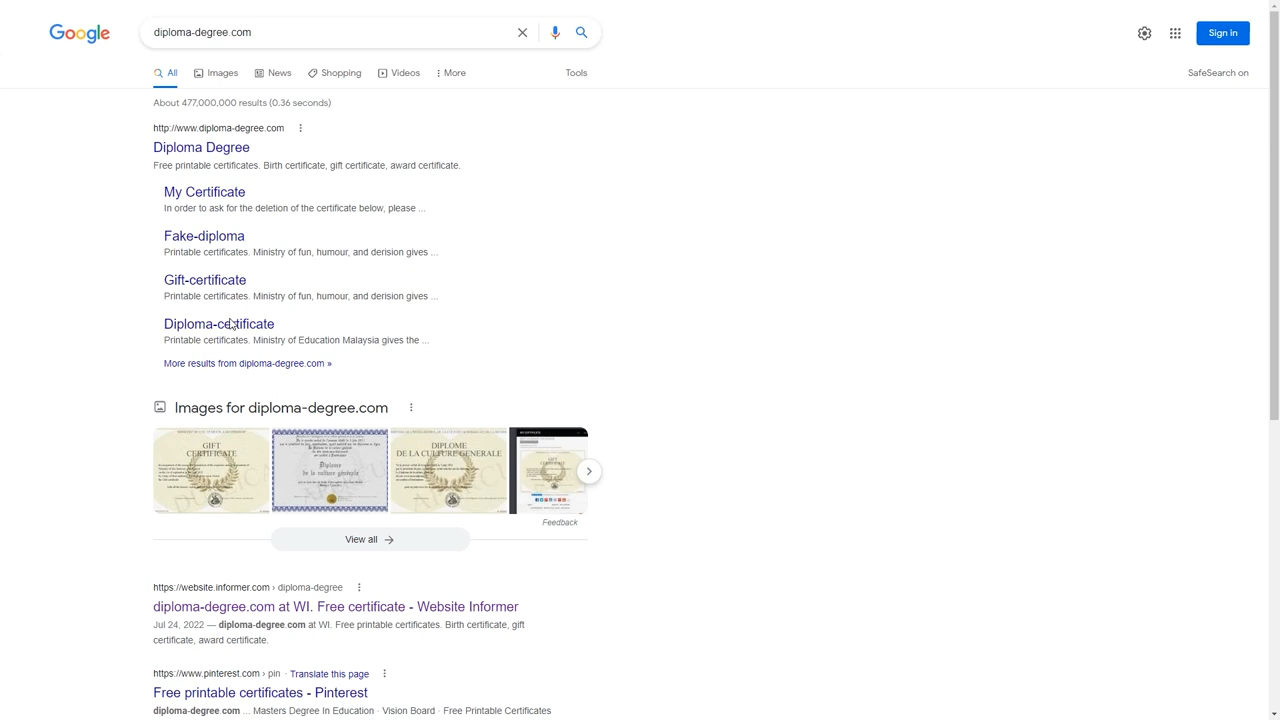 Google
diploma-degree.com
Sign in
All
Images
News
Shopping
Videos
More
Tools
SafeSearch on
About 477,000,000 results (0.36 seconds)
http://www.diploma-degree.com
Diploma Degree
Free printable certificates. Birth certificate, gift certificate, award certificate.
My Certificate
In order to ask for the deletion of the certificate below, please ...
Fake-diploma
Printable certificates. Ministry of fun, humour, and derision gives ...
Gift-certificate
Printable certificates. Ministry of fun, humour, and derision gives ...
Diploma-certificate
Printable certificates. Ministry of Education Malaysia gives the ...
More results from diploma-degree.com »
Images for diploma-degree.com
GIFT
CERTIFICATE
Diplome
de la culture générale
DIPLOME
DE LA CULTURE GENERALE
Feedback
View all
https://website.informer.com › diploma-degree
diploma-degree.com at WI. Free certificate - Website Informer
Jul 24, 2022 — diploma-degree.com at WI. Free printable certificates. Birth certificate, gift
certificate, award certificate.
https://www.pinterest.com › pin · Translate this page
Free printable certificates - Pinterest
diploma-degree.com ... Masters Degree In Education · Vision Board · Free Printable Certificates